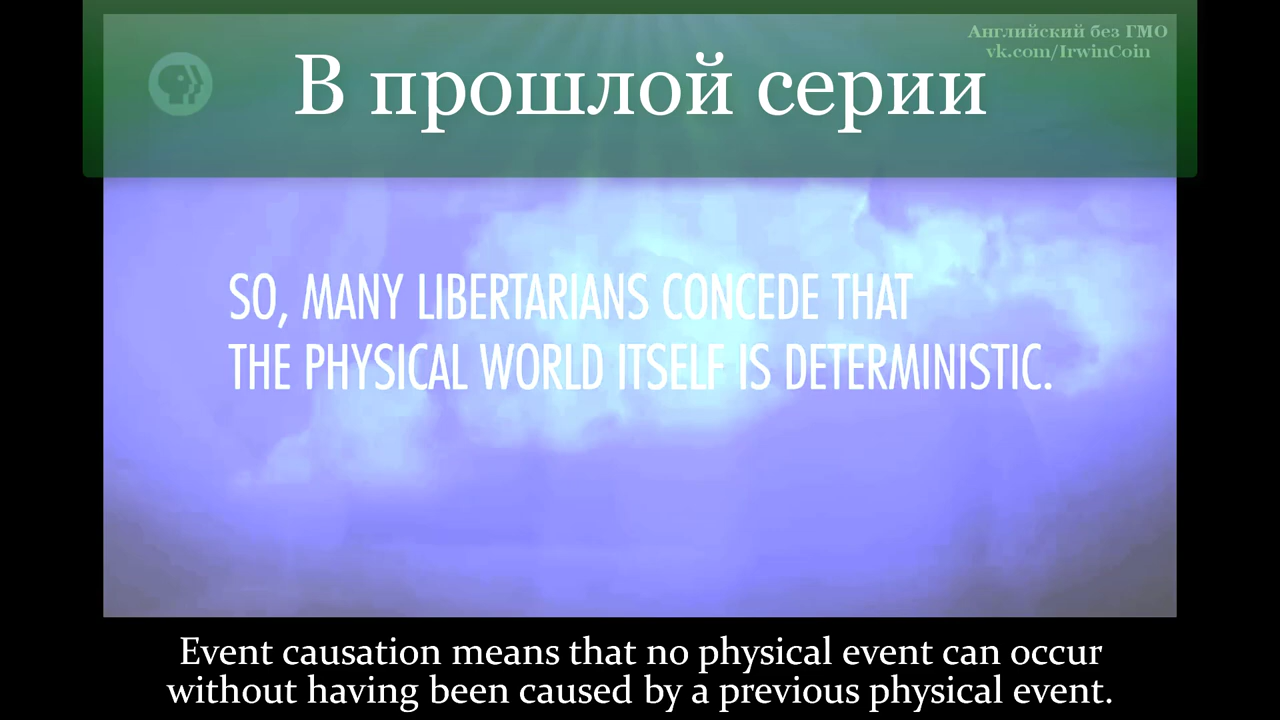 Английский без ГМО
vk.com/IrwinCoin
В прошлой серии
SO, MANY LIBERTARIANS CONCEDE THAT
THE PHYSICAL WORLD ITSELF IS DETERMINISTIC.
Event causation means that no physical event can occur
without having been caused by a previous physical event.